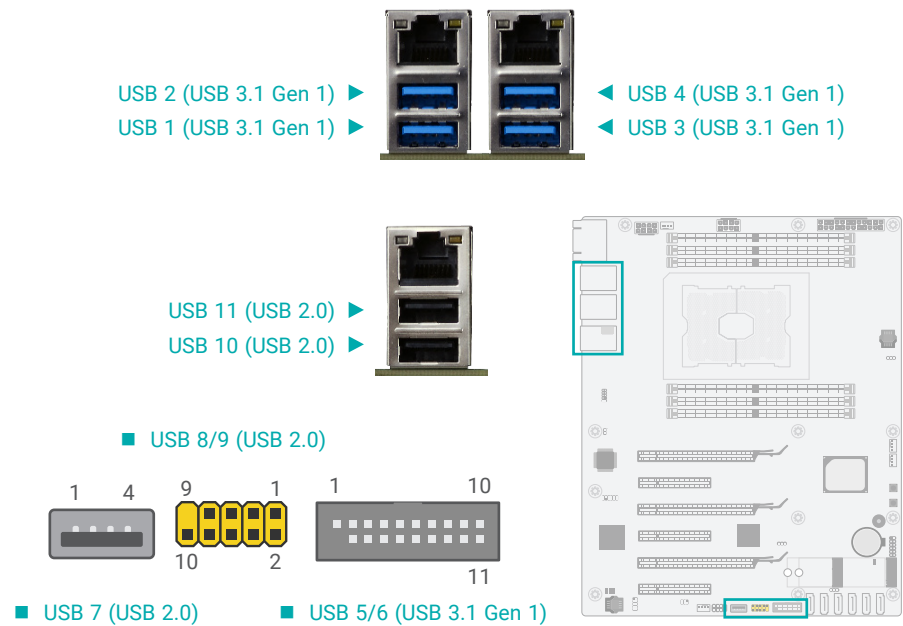 USB 2 (USB 3.1 Gen 1)
USB 4 (USB 3.1 Gen 1)
USB 1 (USB 3.1 Gen 1)
USB 3 (USB 3.1 Gen 1)
USB 11 (USB 2.0)
USB 10 (USB 2.0)
USB 8/9 (USB 2.0)
1 4 9 1 1 10
10 2 11
USB 7 (USB 2.0)
USB 5/6 (USB 3.1 Gen 1)